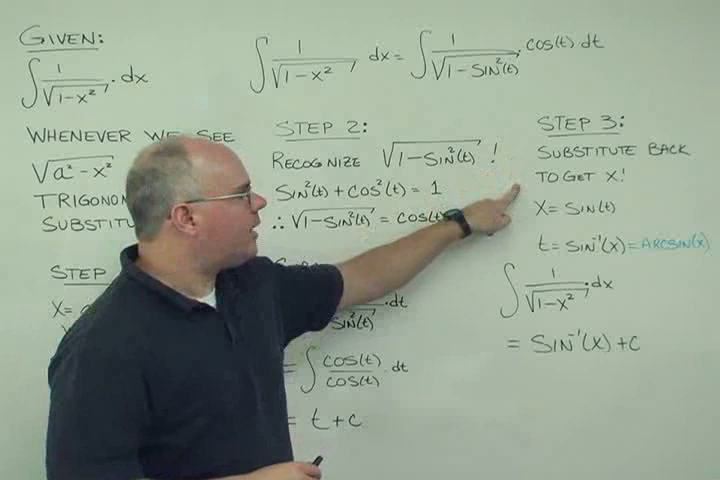 GIVEN:
∫ 1/√(1-x²) · dx
WHENEVER WE SEE
√(a² - x²)
TRIGONO
SUBSTIT
STEP
X=
∫ 1/√(1-x²) dx = ∫ 1/√(1-SIN²(t)) · COS(t) dt
STEP 2:
RECOGNIZE √(1-SIN²(t)) !
SIN²(t) + COS²(t) = 1
∴ √(1-SIN²(t)) = COS(t)
SIN²(t) · dt
= ∫ COS(t)/COS(t) · dt
= t + C
STEP 3:
SUBSTITUTE BACK
TO GET X!
X = SIN(t)
t = SIN⁻¹(X) = ARCSIN(X)
∫ 1/√(1-X²) · dx
= SIN⁻¹(X) + C